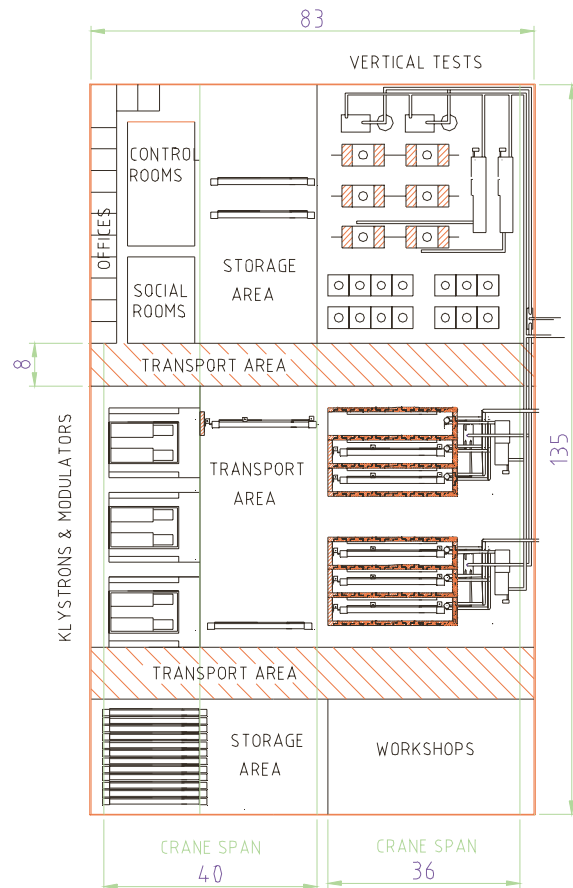 83
VERTICAL TESTS
CONTROL
ROOMS
OFFICES
STORAGE
AREA
SOCIAL
ROOMS
8
TRANSPORT AREA
135
KLYSTRONS & MODULATORS
TRANSPORT
AREA
TRANSPORT AREA
STORAGE
AREA
WORKSHOPS
CRANE SPAN
40
CRANE SPAN
36